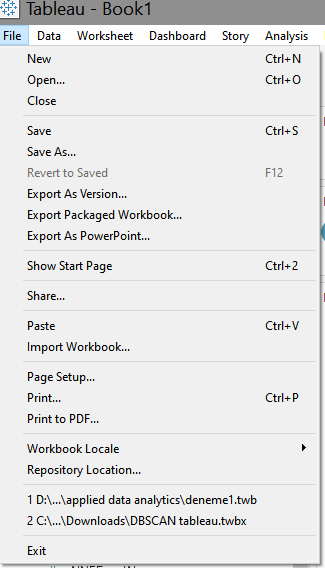 Tableau - Book1
File Data Worksheet Dashboard Story Analysis
New Ctrl+N
Open... Ctrl+O
Close
Save Ctrl+S
Save As...
Revert to Saved F12
Export As Version...
Export Packaged Workbook...
Export As PowerPoint...
Show Start Page Ctrl+2
Share...
Paste Ctrl+V
Import Workbook...
Page Setup...
Print... Ctrl+P
Print to PDF...
Workbook Locale
Repository Location...
1 D:\...\applied data analytics\deneme1.twb
2 C:\...\Downloads\DBSCAN tableau.twbx
Exit